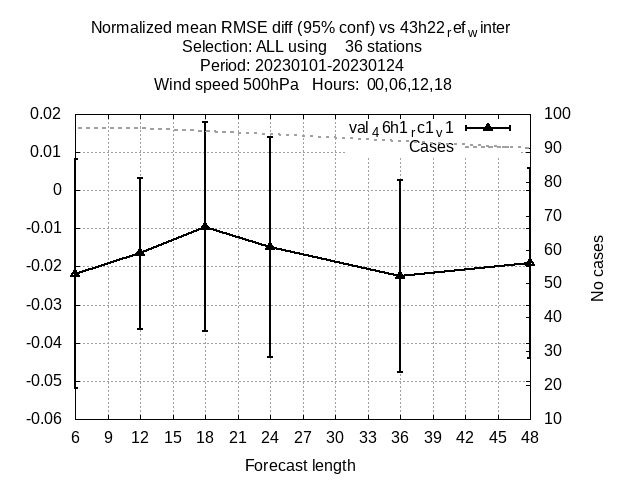 Normalized mean RMSE diff (95% conf) vs 43h22refwinter
Selection: ALL using 36 stations
Period: 20230101-20230124
Wind speed 500hPa Hours: 00,06,12,18
val46h1rc1v1
Cases
0.02
0.01
0
-0.01
-0.02
-0.03
-0.04
-0.05
-0.06
100
90
80
70
60
50
40
30
20
10
No cases
6 9 12 15 18 21 24 27 30 33 36 39 42 45 48
Forecast length